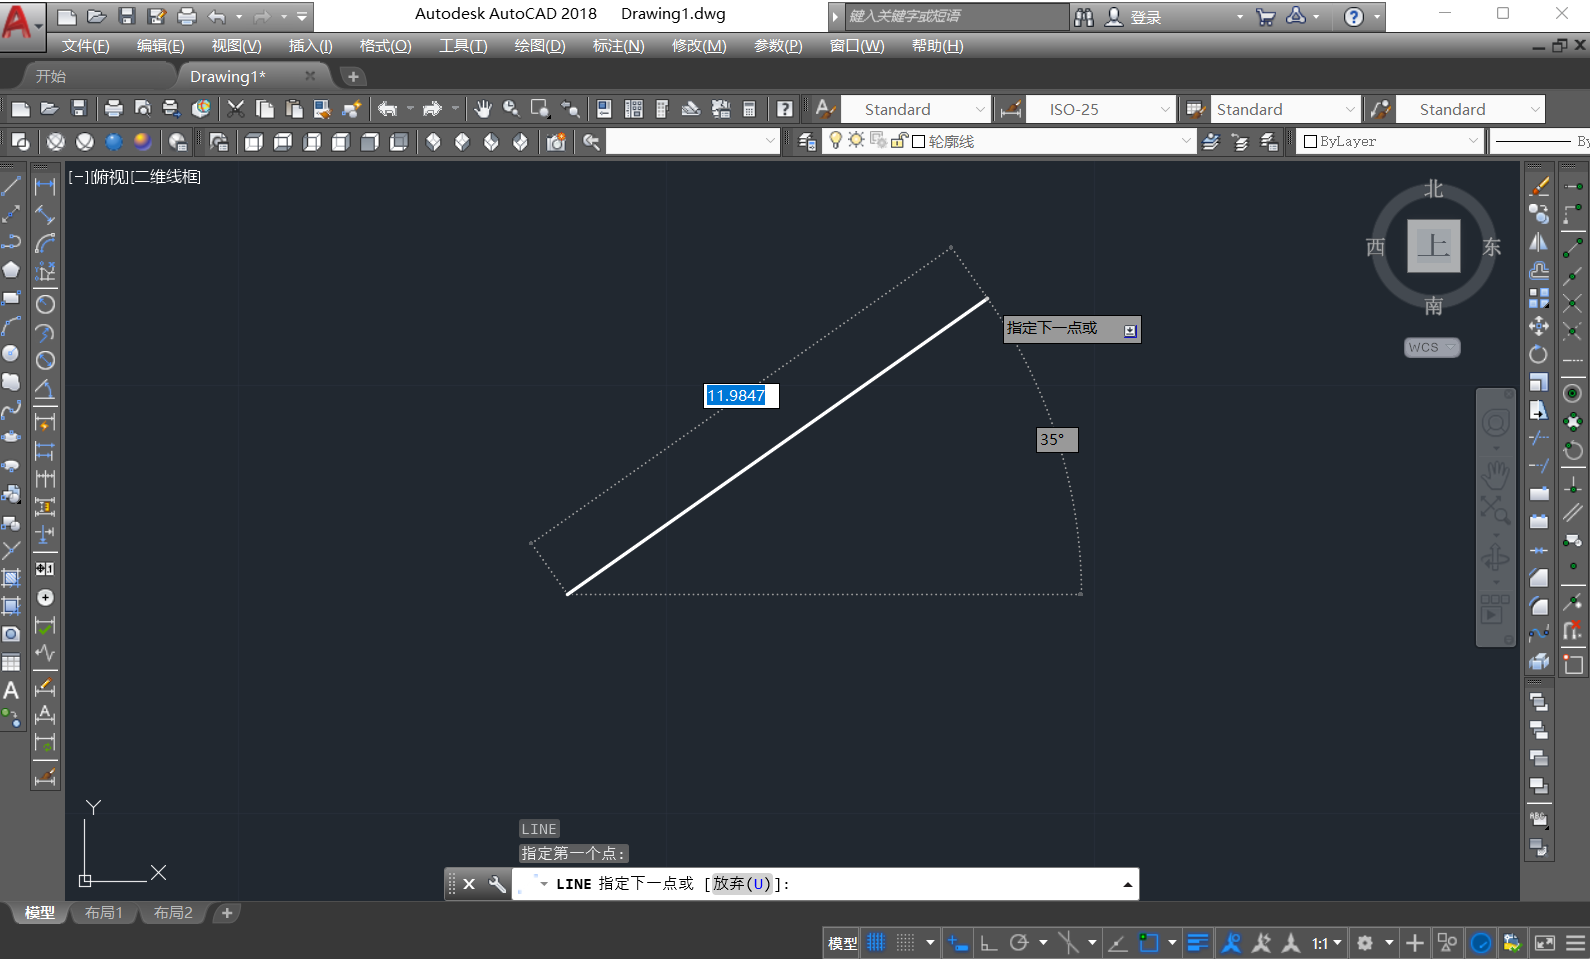 Autodesk AutoCAD 2018 Drawing1.dwg
键入关键字或短语
登录
文件(F) 编辑(E) 视图(V) 插入(I) 格式(O) 工具(T) 绘图(D) 标注(N) 修改(M) 参数(P) 窗口(W) 帮助(H)
开始 Drawing1*
Standard ISO-25 Standard Standard
轮廓线 ByLayer By
[−][俯视][二维线框]
北
西 上 东
南
WCS
指定下一点或
11.9847
35°
Y
X
LINE
指定第一个点:
LINE 指定下一点或 [放弃(U)]:
模型 布局1 布局2
模型 1:1